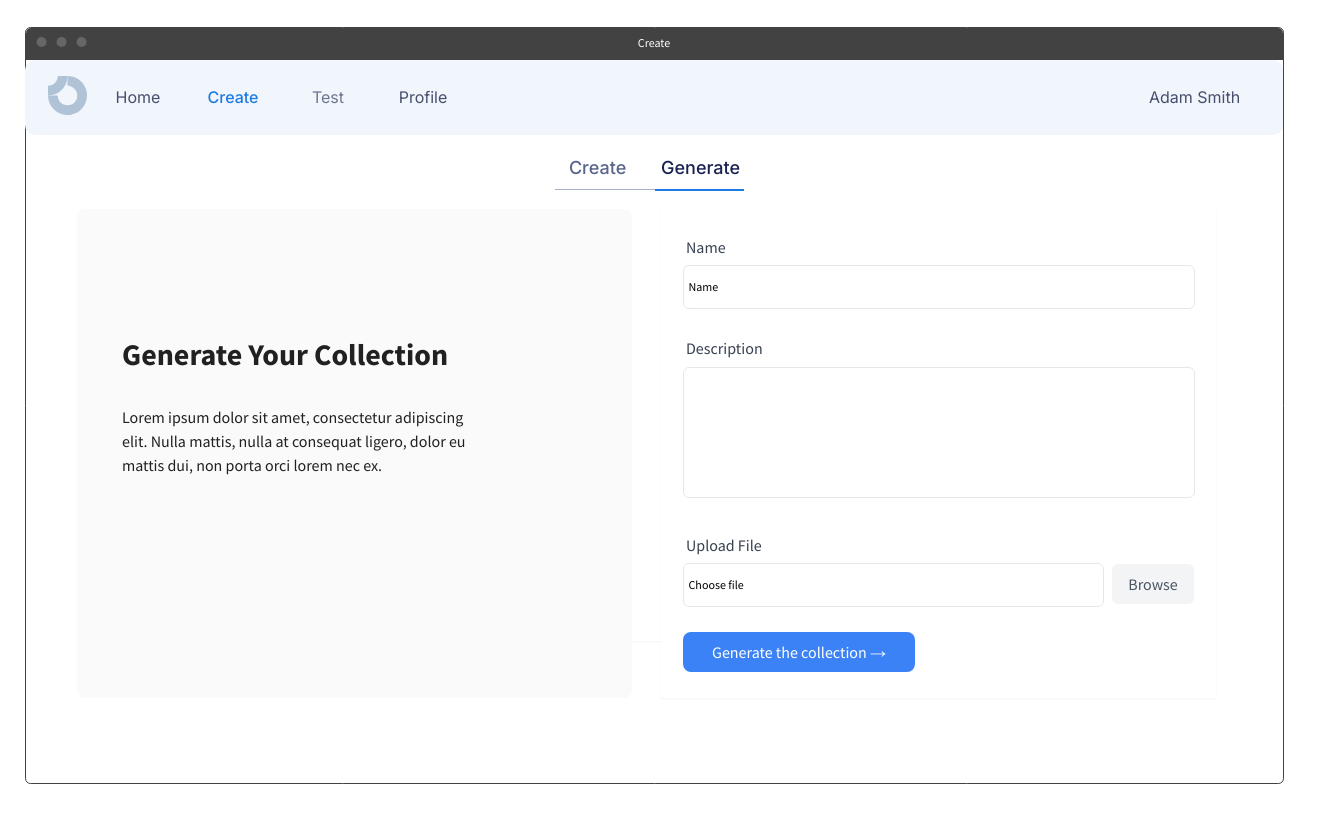 Create
Home Create Test Profile Adam Smith
Create Generate
Generate Your Collection
Lorem ipsum dolor sit amet, consectetur adipiscing
elit. Nulla mattis, nulla at consequat ligero, dolor eu
mattis dui, non porta orci lorem nec ex.
Name
Name
Description
Upload File
Choose file Browse
Generate the collection →